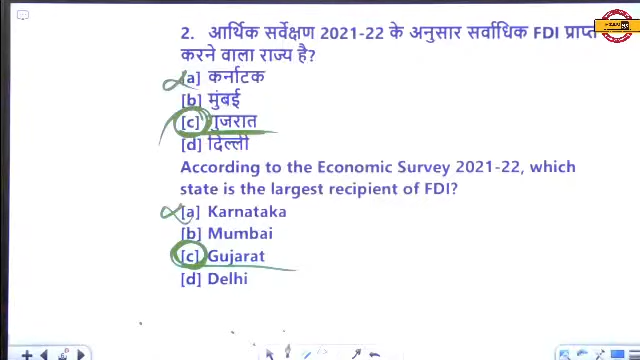 2. आर्थिक सर्वेक्षण 2021-22 के अनुसार सर्वाधिक FDI प्राप्त
करने वाला राज्य है?
[a] कर्नाटक
[b] मुंबई
[c] गुजरात
[d] दिल्ली
According to the Economic Survey 2021-22, which
state is the largest recipient of FDI?
[a] Karnataka
[b] Mumbai
[c] Gujarat
[d] Delhi